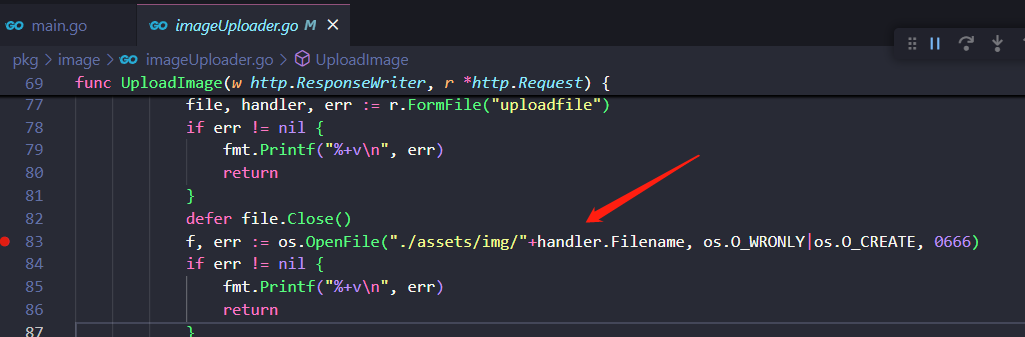 GO main.go GO imageUploader.go M ×
pkg > image > GO imageUploader.go > UploadImage
69 func UploadImage(w http.ResponseWriter, r *http.Request) {
77 file, handler, err := r.FormFile("uploadfile")
78 if err != nil {
79 fmt.Printf("%+v\n", err)
80 return
81 }
82 defer file.Close()
83 f, err := os.OpenFile("./assets/img/"+handler.Filename, os.O_WRONLY|os.O_CREATE, 0666)
84 if err != nil {
85 fmt.Printf("%+v\n", err)
86 return
87 }